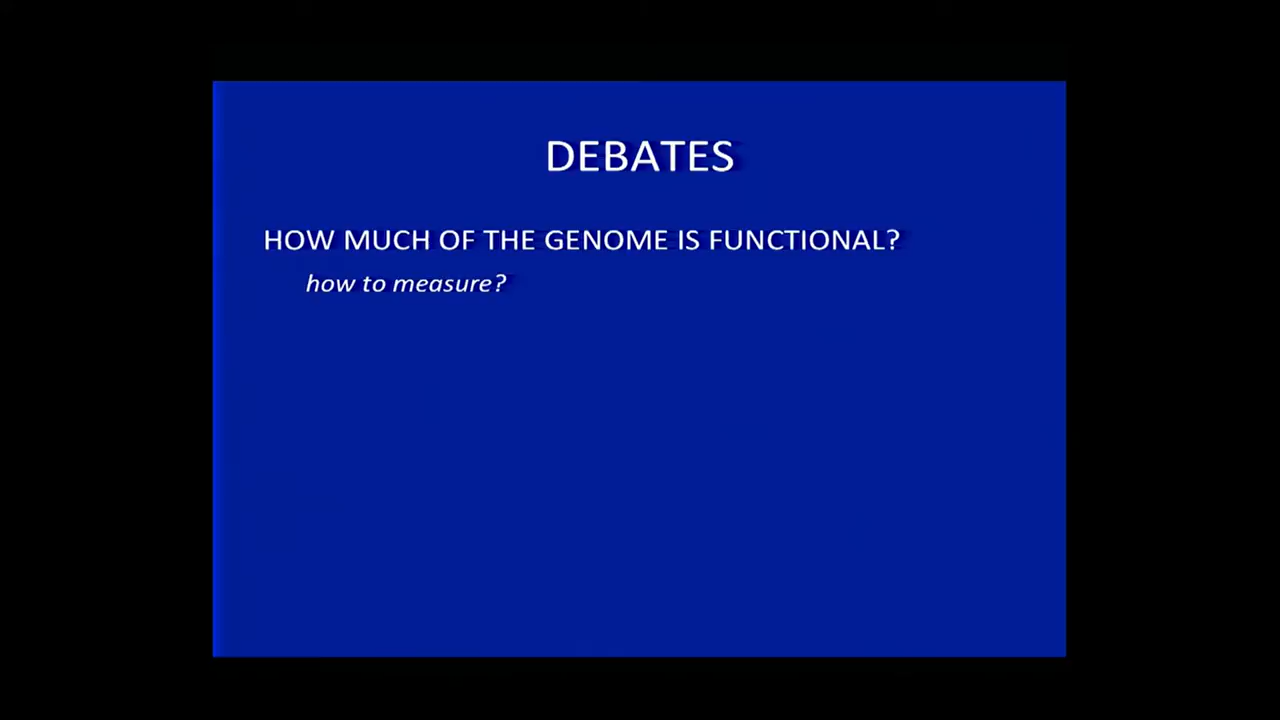 DEBATES
HOW MUCH OF THE GENOME IS FUNCTIONAL?
how to measure?